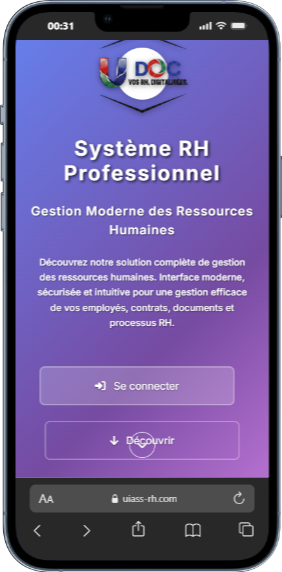 00:31
U DOC
VOS RH, DIGITALISÉES.
Système RH
Professionnel
Gestion Moderne des Ressources
Humaines
Découvrez notre solution complète de gestion
des ressources humaines. Interface moderne,
sécurisée et intuitive pour une gestion efficace
de vos employés, contrats, documents et
processus RH.
Se connecter
Découvrir
AA
uiass-rh.com